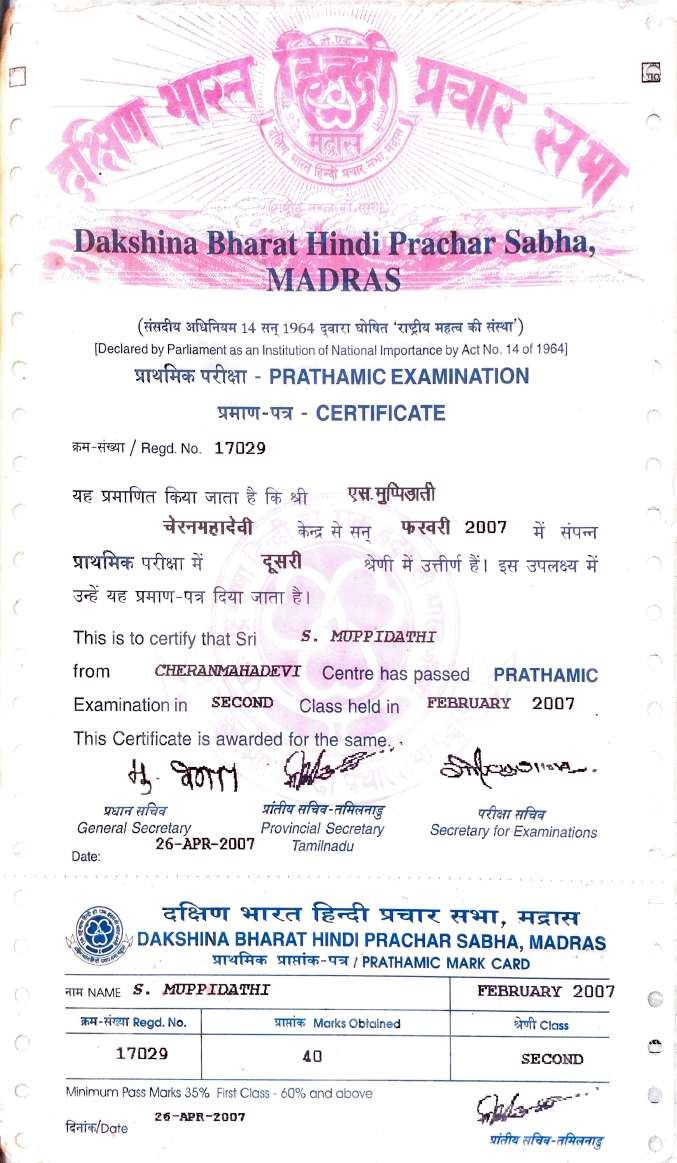 दक्षिण भारत हिन्दी प्रचार सभा
मद्रास
दक्षिण भारत हिन्दी प्रचार सभा मद्रास
Dakshina Bharat Hindi Prachar Sabha,
MADRAS
(संसदीय अधिनियम 14 सन् 1964 द्वारा घोषित 'राष्ट्रीय महत्व की संस्था')
[Declared by Parliament as an Institution of National Importance by Act No. 14 of 1964]
प्राथमिक परीक्षा - PRATHAMIC EXAMINATION
प्रमाण-पत्र - CERTIFICATE
क्रम-संख्या / Regd. No. 17029
यह प्रमाणित किया जाता है कि श्री एस.मुप्पिडाती
चेरनमहादेवी केन्द्र से सन् फरवरी 2007 में संपन्न
प्राथमिक परीक्षा में दूसरी श्रेणी में उत्तीर्ण हैं। इस उपलक्ष्य में
उन्हें यह प्रमाण-पत्र दिया जाता है।
This is to certify that Sri S. MUPPIDATHI
from CHERANMAHADEVI Centre has passed PRATHAMIC
Examination in SECOND Class held in FEBRUARY 2007
This Certificate is awarded for the same.
प्रधान सचिव प्रांतीय सचिव-तमिलनाडु परीक्षा सचिव
General Secretary Provincial Secretary Secretary for Examinations
26-APR-2007 Tamilnadu
Date:
दक्षिण भारत हिन्दी प्रचार सभा, मद्रास
DAKSHINA BHARAT HINDI PRACHAR SABHA, MADRAS
प्राथमिक प्राप्तांक-पत्र / PRATHAMIC MARK CARD
नाम NAME S. MUPPIDATHI FEBRUARY 2007
क्रम-संख्या Regd. No. प्राप्तांक Marks Obtained श्रेणी Class
17029 40 SECOND
Minimum Pass Marks 35% First Class - 60% and above
26-APR-2007
दिनांक/Date
प्रांतीय सचिव-तमिलनाडु